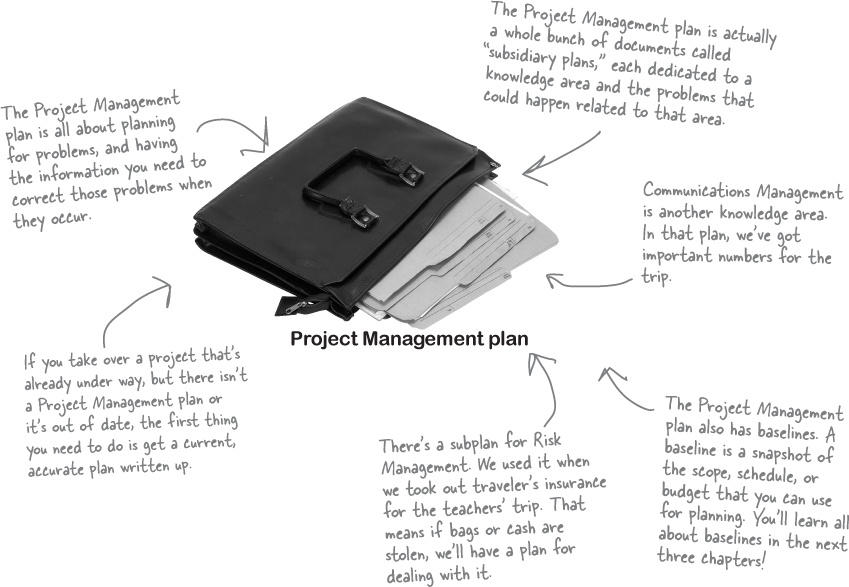 The Project Management plan is actually
a whole bunch of documents called
“subsidiary plans,” each dedicated to a
knowledge area and the problems that
could happen related to that area.
The Project Management
plan is all about planning
for problems, and having
the information you need to
correct those problems when
they occur.
Communications Management
is another knowledge area.
In that plan, we’ve got
important numbers for the
trip.
Project Management plan
If you take over a project that’s
already under way, but there isn’t
a Project Management plan or
it’s out of date, the first thing
you need to do is get a current,
accurate plan written up.
There’s a subplan for Risk
Management. We used it when
we took out traveler’s insurance
for the teachers’ trip. That
means if bags or cash are
stolen, we’ll have a plan for
dealing with it.
The Project Management
plan also has baselines. A
baseline is a snapshot of
the scope, schedule, or
budget that you can use
for planning. You’ll learn all
about baselines in the next
three chapters!